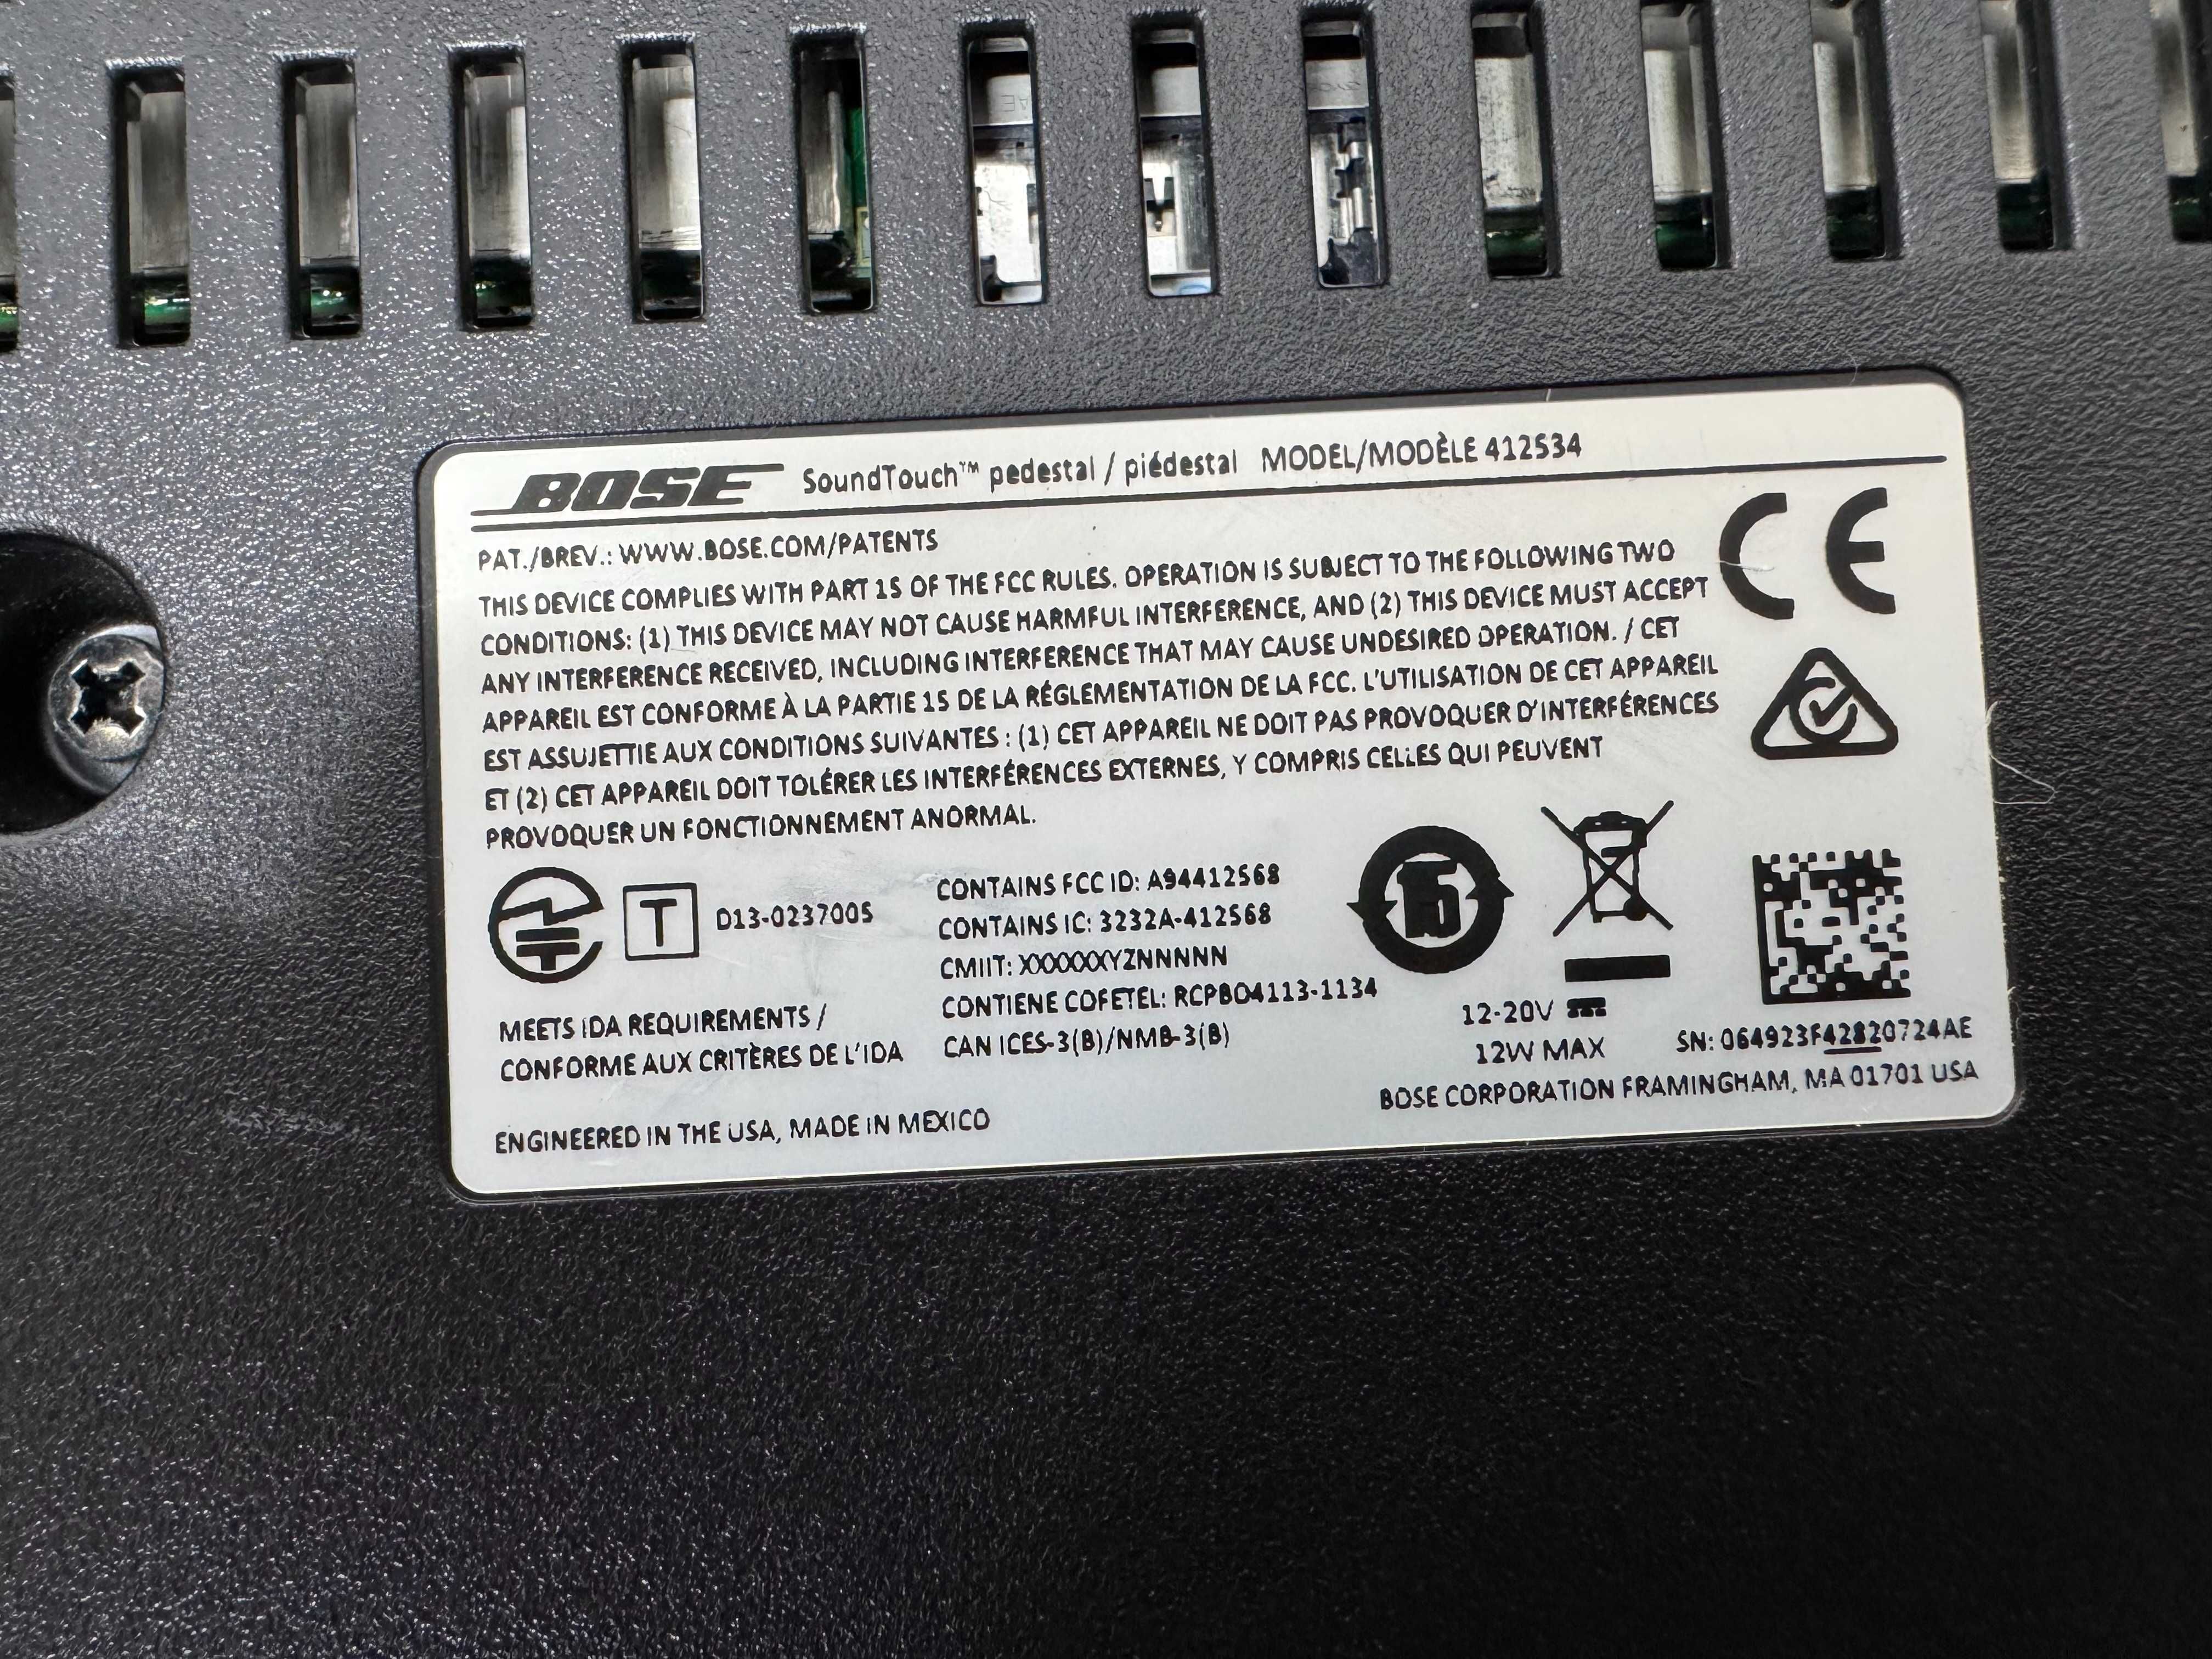 BOSE SoundTouch™ pedestal / piédestal MODEL/MODÈLE 412534
PAT./BREV.: WWW.BOSE.COM/PATENTS
THIS DEVICE COMPLIES WITH PART 15 OF THE FCC RULES. OPERATION IS SUBJECT TO THE FOLLOWING TWO
CONDITIONS: (1) THIS DEVICE MAY NOT CAUSE HARMFUL INTERFERENCE, AND (2) THIS DEVICE MUST ACCEPT
ANY INTERFERENCE RECEIVED, INCLUDING INTERFERENCE THAT MAY CAUSE UNDESIRED OPERATION. / CET
APPAREIL EST CONFORME À LA PARTIE 15 DE LA RÉGLEMENTATION DE LA FCC. L'UTILISATION DE CET APPAREIL
EST ASSUJETTIE AUX CONDITIONS SUIVANTES : (1) CET APPAREIL NE DOIT PAS PROVOQUER D'INTERFÉRENCES
ET (2) CET APPAREIL DOIT TOLÉRER LES INTERFÉRENCES EXTERNES, Y COMPRIS CELLES QUI PEUVENT
PROVOQUER UN FONCTIONNEMENT ANORMAL.
CE
T D13-0237005
MEETS IDA REQUIREMENTS /
CONFORME AUX CRITÈRES DE L'IDA
CONTAINS FCC ID: A94412568
CONTAINS IC: 3232A-412568
CMIIT: XXXXXXYZNNNNN
CONTIENE COFETEL: RCPBO4113-1134
CAN ICES-3(B)/NMB-3(B)
15
12-20V
12W MAX
SN: 064923F42820724AE
BOSE CORPORATION FRAMINGHAM, MA 01701 USA
ENGINEERED IN THE USA, MADE IN MEXICO